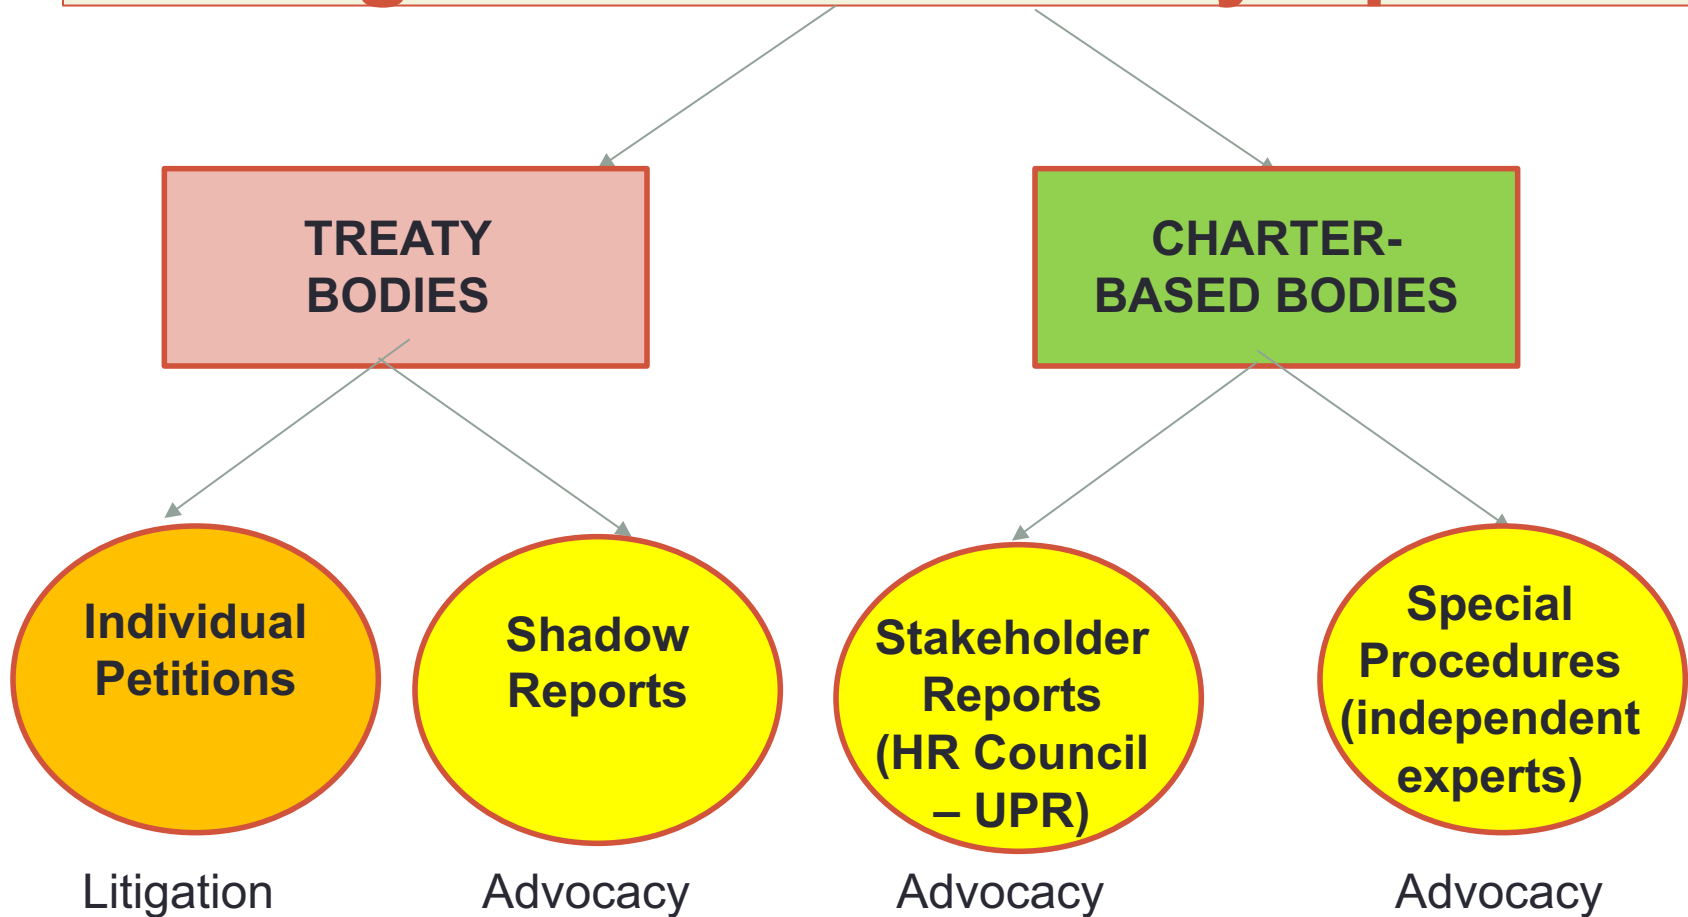 TREATY
BODIES
CHARTER-
BASED BODIES
Individual
Petitions
Shadow
Reports
Stakeholder
Reports
(HR Council
– UPR)
Special
Procedures
(independent
experts)
Litigation
Advocacy
Advocacy
Advocacy